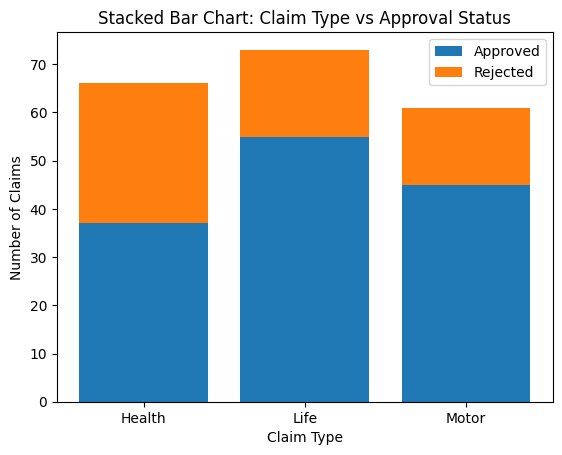 Stacked Bar Chart: Claim Type vs Approval Status
Approved
Rejected
Number of Claims
70
60
50
40
30
20
10
0
Health Life Motor
Claim Type